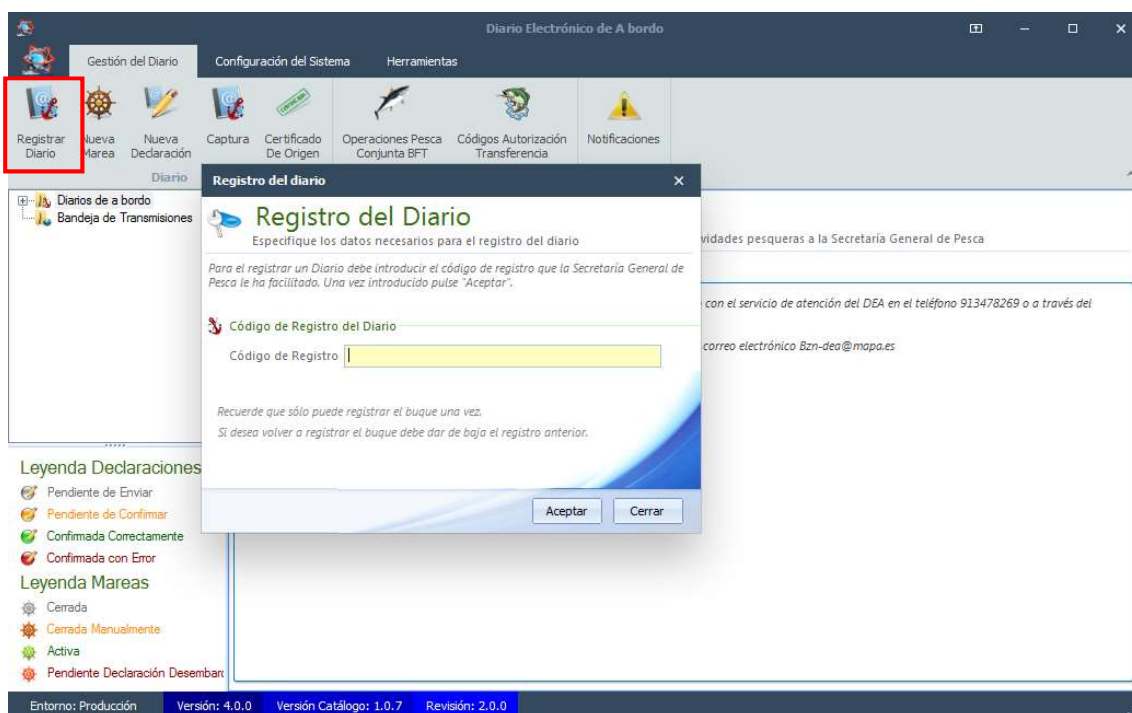 Diario Electrónico de A bordo
Gestión del Diario
Configuración del Sistema
Herramientas
Registrar
Diario
Nueva
Marea
Nueva
Declaración
Captura
Certificado
De Origen
Operaciones Pesca
Conjunta BFT
Códigos Autorización
Transferencia
Notificaciones
Diario
Diarios de a bordo
Bandeja de Transmisiones
Registro del diario
Registro del Diario
Especifique los datos necesarios para el registro del diario
Para el registrar un Diario debe introducir el código de registro que la Secretaría General de
Pesca le ha facilitado. Una vez introducido pulse "Aceptar".
Código de Registro del Diario
Código de Registro
Recuerde que sólo puede registrar el buque una vez.
Si desea volver a registrar el buque debe dar de baja el registro anterior.
Aceptar
Cerrar
vidades pesqueras a la Secretaría General de Pesca
con el servicio de atención del DEA en el teléfono 913478269 o a través del
correo electrónico Bzn-dea@mapa.es
Leyenda Declaraciones
Pendiente de Enviar
Pendiente de Confirmar
Confirmada Correctamente
Confirmada con Error
Leyenda Mareas
Cerrada
Cerrada Manualmente
Activa
Pendiente Declaración Desembarc
Entorno: Producción
Versión: 4.0.0
Versión Catálogo: 1.0.7
Revisión: 2.0.0